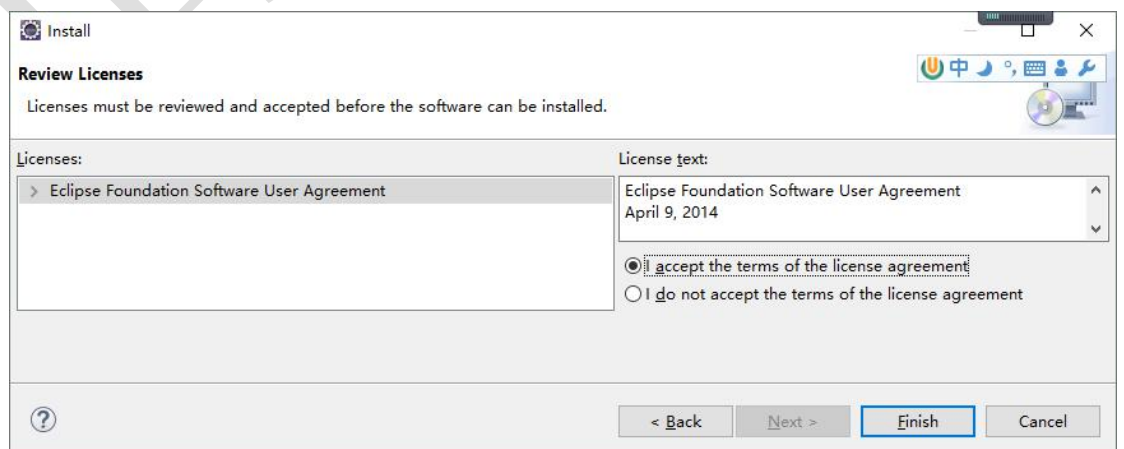 Install
Review Licenses
中
Licenses must be reviewed and accepted before the software can be installed.
Licenses:
Eclipse Foundation Software User Agreement
License text:
Eclipse Foundation Software User Agreement
April 9, 2014
I accept the terms of the license agreement
I do not accept the terms of the license agreement
?
< Back
Next >
Finish
Cancel